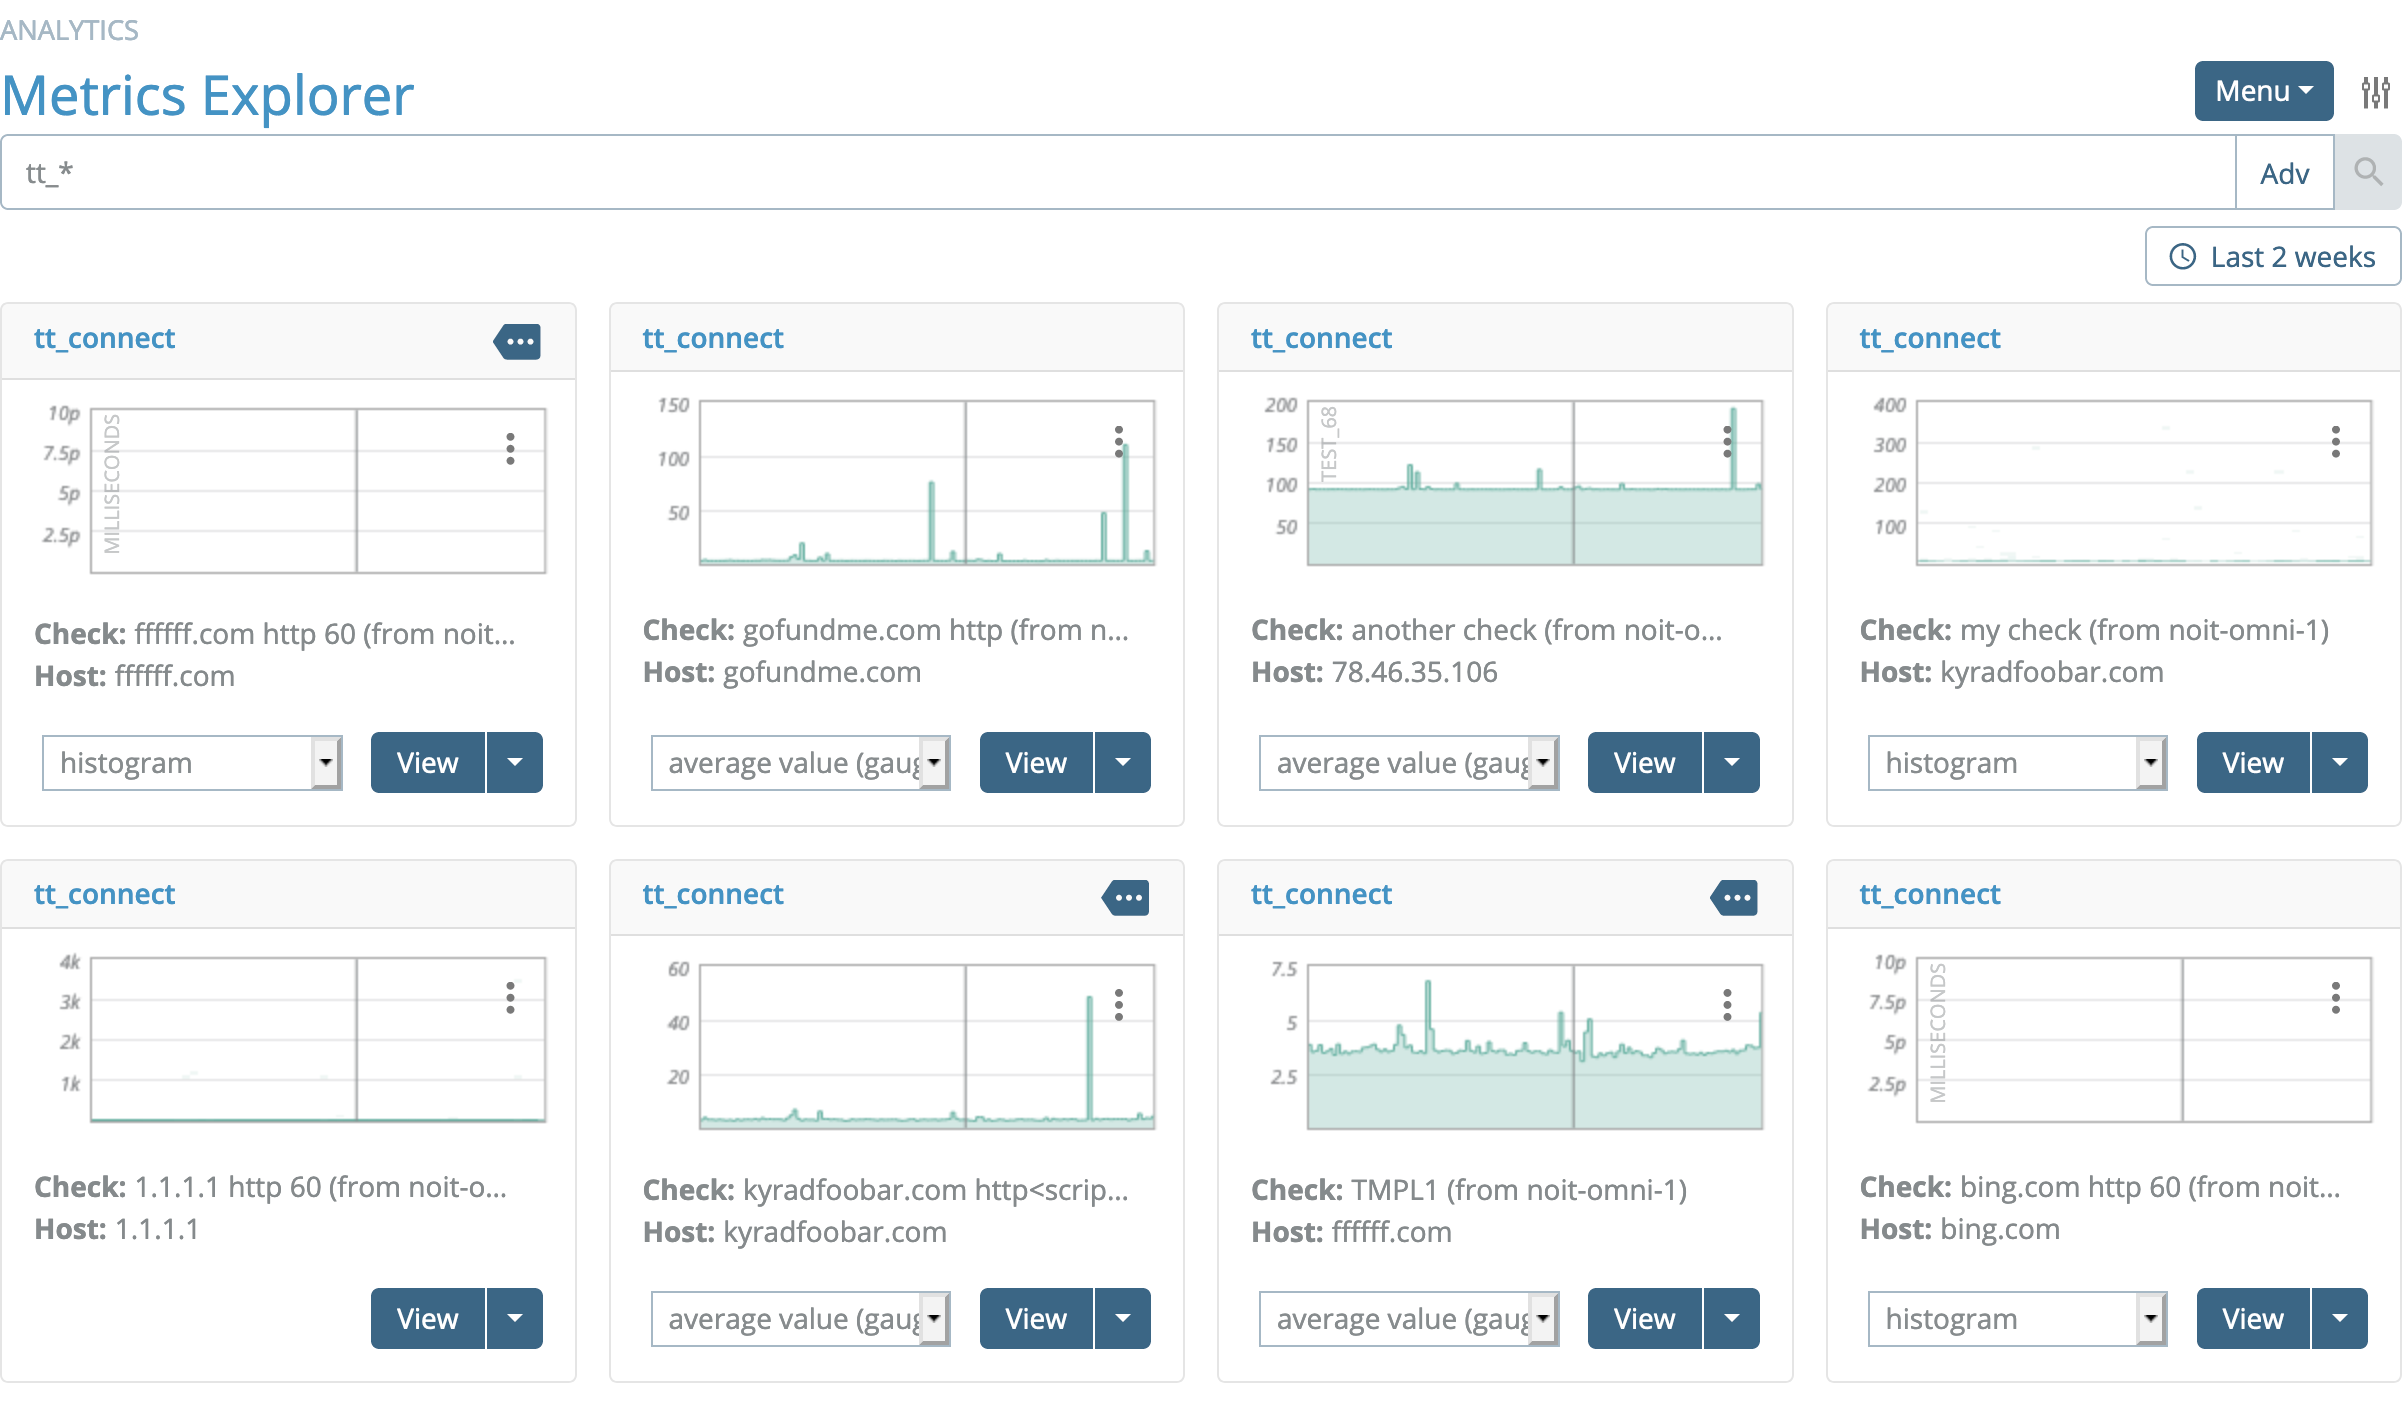 ANALYTICS
Metrics Explorer
Menu
tt_*
Adv
Last 2 weeks
tt_connect
10p
7.5p
5p
2.5p
MILLISECONDS
Check: ffffff.com http 60 (from noit...
Host: ffffff.com
histogram
View
tt_connect
150
100
50
Check: gofundme.com http (from n...
Host: gofundme.com
average value (gaug
View
tt_connect
200
150
100
50
TEST_68
Check: another check (from noit-o...
Host: 78.46.35.106
average value (gaug
View
tt_connect
400
300
200
100
Check: my check (from noit-omni-1)
Host: kyradfoobar.com
histogram
View
tt_connect
4k
3k
2k
1k
Check: 1.1.1.1 http 60 (from noit-o...
Host: 1.1.1.1
View
tt_connect
60
40
20
Check: kyradfoobar.com http<scrip...
Host: kyradfoobar.com
average value (gaug
View
tt_connect
7.5
5
2.5
Check: TMPL1 (from noit-omni-1)
Host: ffffff.com
average value (gaug
View
tt_connect
10p
7.5p
5p
2.5p
MILLISECONDS
Check: bing.com http 60 (from noit...
Host: bing.com
histogram
View